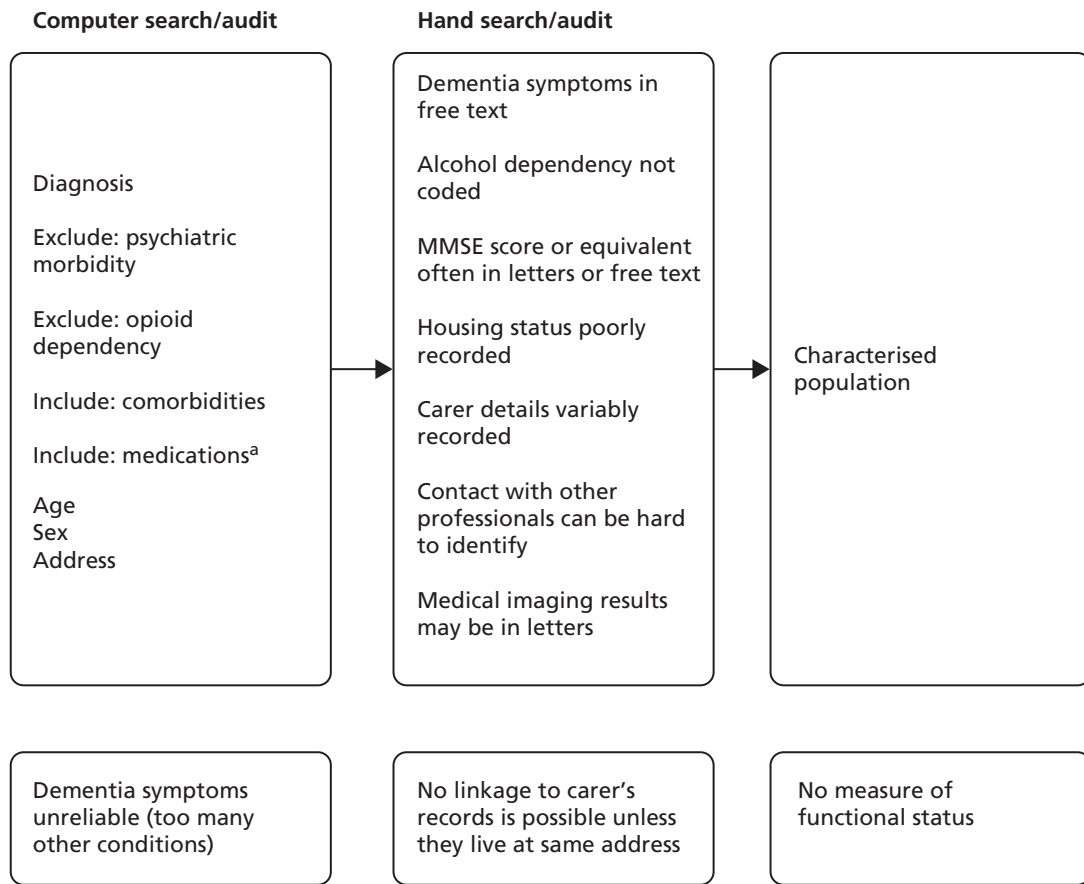 Computer search/audit
Hand search/audit
Diagnosis
Exclude: psychiatric
morbidity
Exclude: opioid
dependency
Include: comorbidities
Include: medicationsᵃ
Age
Sex
Address
Dementia symptoms in
free text
Alcohol dependency not
coded
MMSE score or equivalent
often in letters or free text
Housing status poorly
recorded
Carer details variably
recorded
Contact with other
professionals can be hard
to identify
Medical imaging results
may be in letters
Characterised
population
Dementia symptoms
unreliable (too many
other conditions)
No linkage to carer’s
records is possible unless
they live at same address
No measure of
functional status